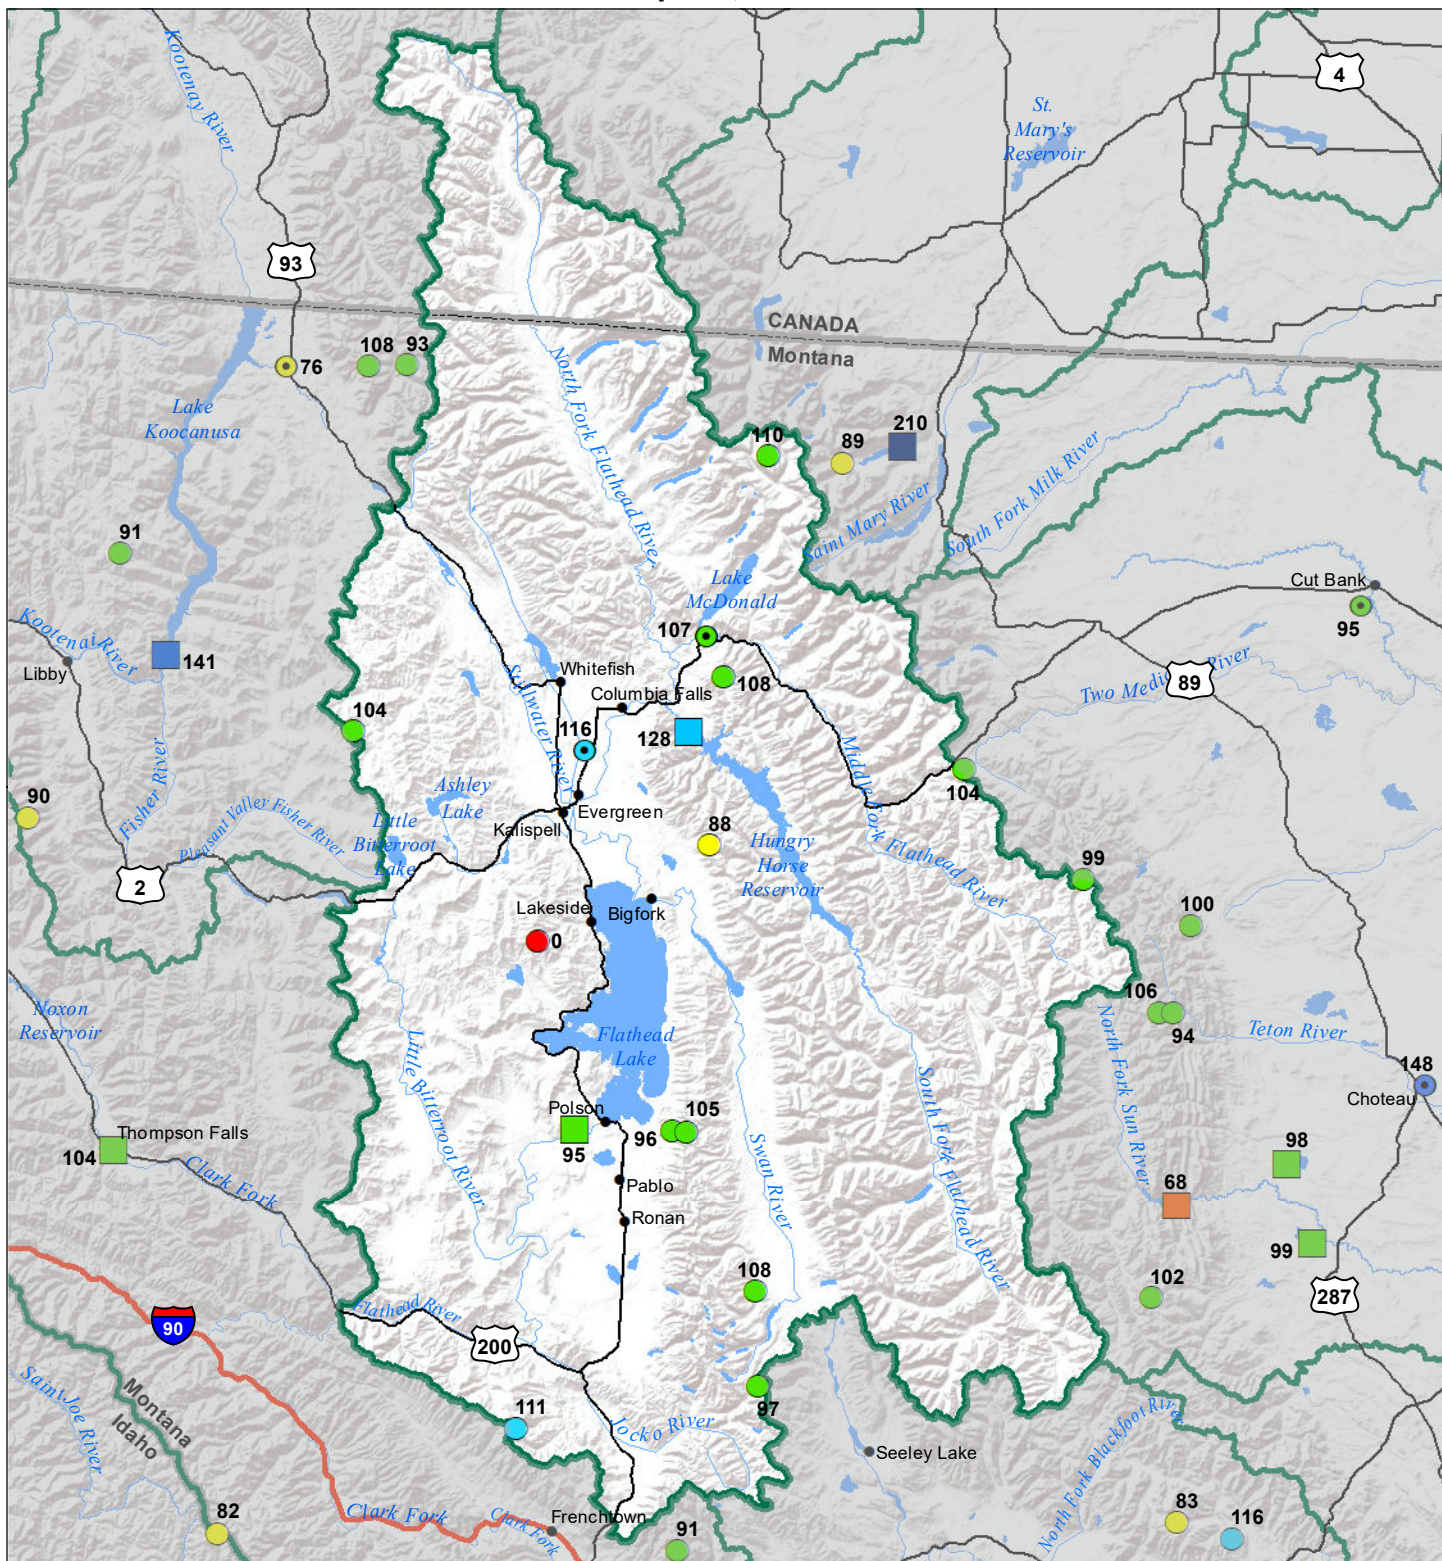 Kootenay River
4
St.
Mary's
Reservoir
93
CANADA
Montana
76
108
93
North Fork Flathead River
Lake
Koocanusa
110
89
210
South Fork Milk River
Saint Mary River
91
Lake
McDonald
Cut Bank
95
Kootenai River
107
Libby
141
Whitefish
108
Columbia Falls
Two Medic River
89
Stillwater River
104
116
128
Middle Fork Flathead River
104
Fisher River
Ashley
Lake
90
Evergreen
Kalispell
Little
Bitterroot
Lake
Pleasant Valley Fisher River
88
Hungry
Horse
Reservoir
2
99
Lakeside
Bigfork
100
0
Noxon
Reservoir
106
94
North Fork Sun River
Teton River
Flathead
Lake
Little Bitterroot River
South Fork Flathead River
148
Choteau
Polson
105
96
95
Thompson Falls
104
Swan River
98
Clark Fork
Pablo
68
Ronan
99
108
102
287
Flathead River
90
200
Saint Joe River
Montana
Idaho
97
111
Jocko River
Seeley Lake
North Fork Blackfoot River
82
Clark Fork
Clark Fork
Frenchtown
91
83
116